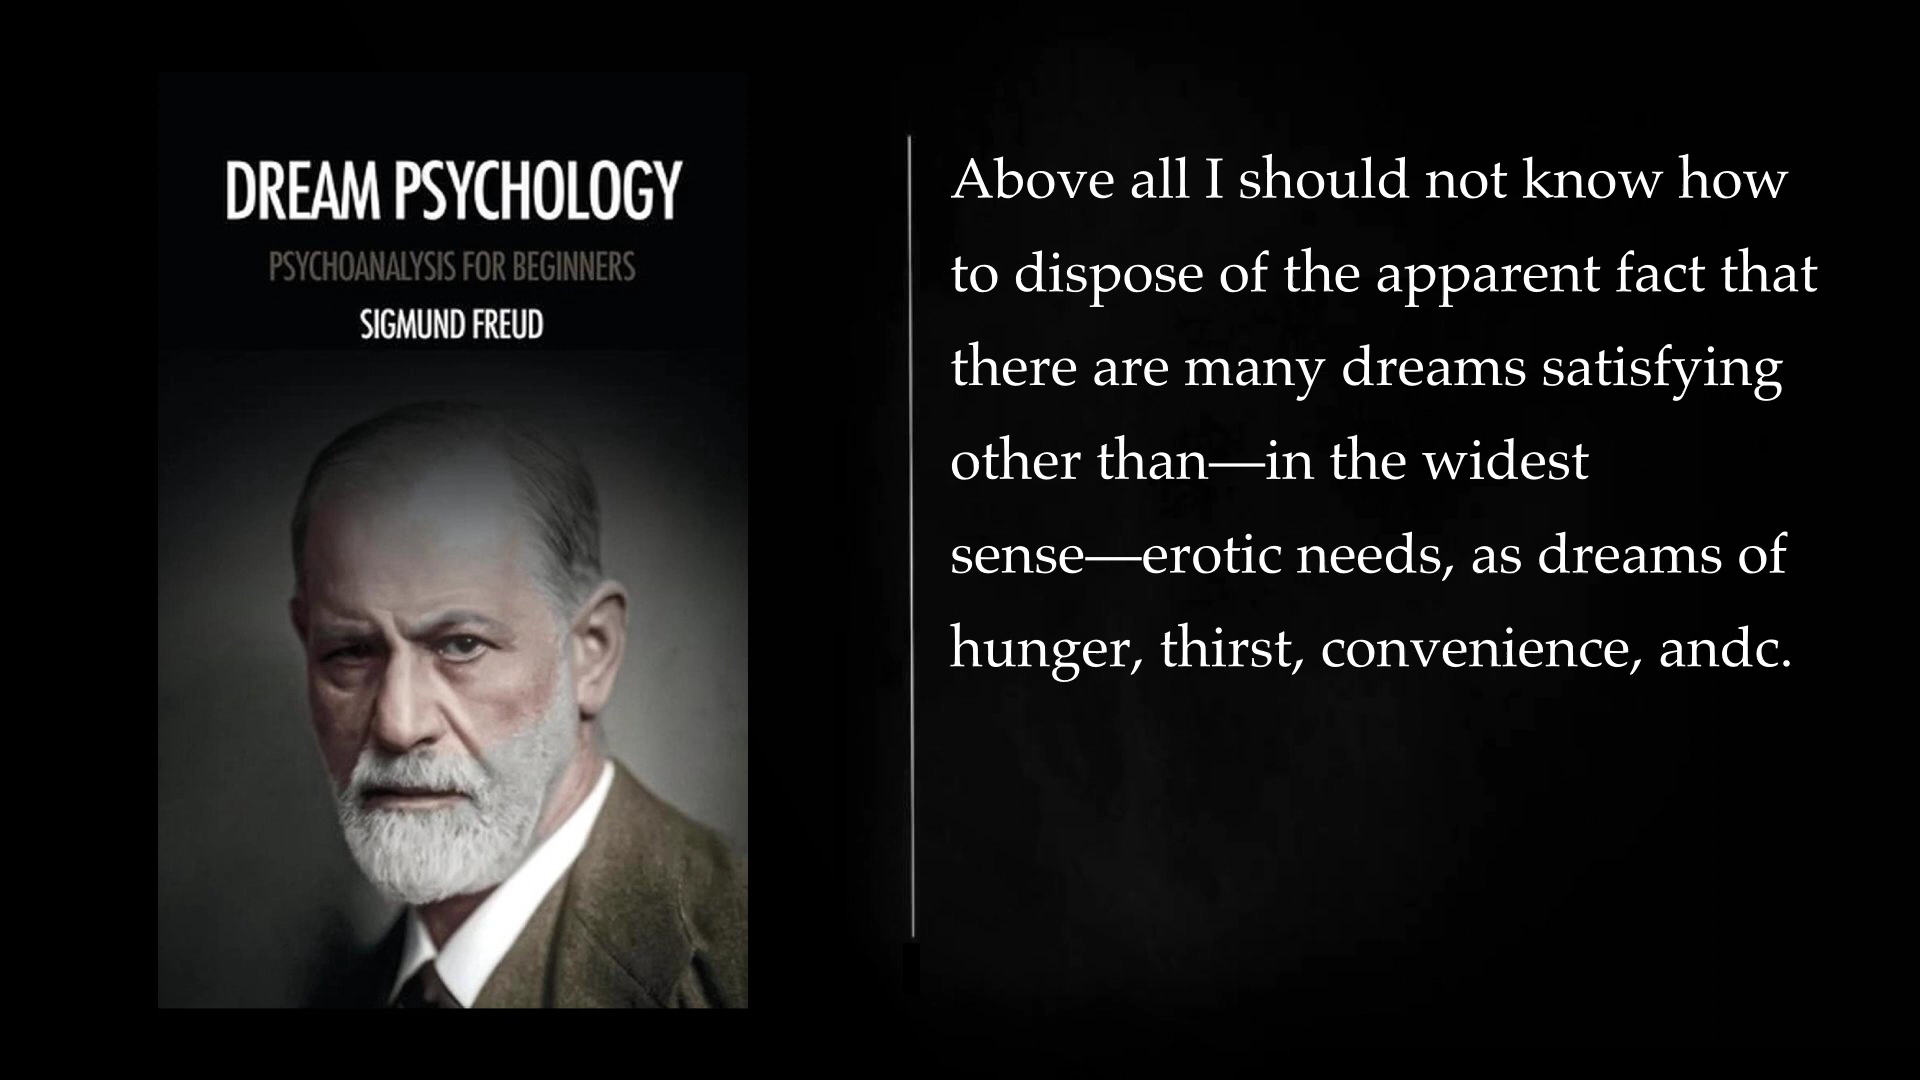 DREAM PSYCHOLOGY
PSYCHOANALYSIS FOR BEGINNERS
SIGMUND FREUD
Above all I should not know how
to dispose of the apparent fact that
there are many dreams satisfying
other than—in the widest
sense—erotic needs, as dreams of
hunger, thirst, convenience, andc.